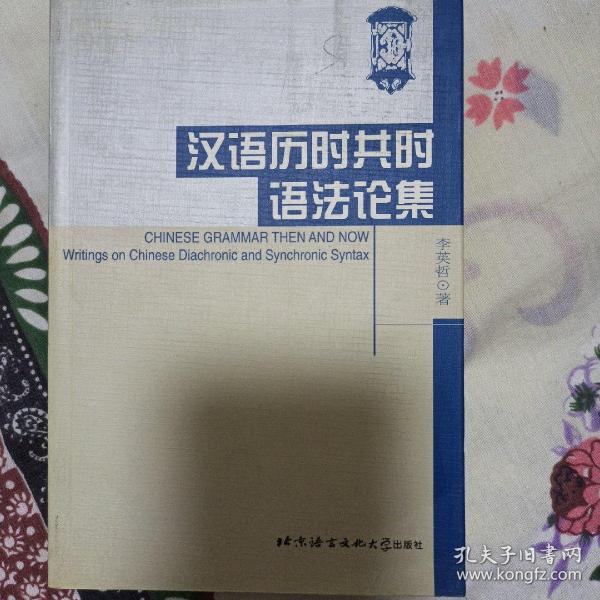 汉语历时共时
语法论集
CHINESE GRAMMAR THEN AND NOW
Writings on Chinese Diachronic and Synchronic Syntax
李英哲⊙著
北京语言文化大学出版社
孔夫子旧书网
www.kongfz.com